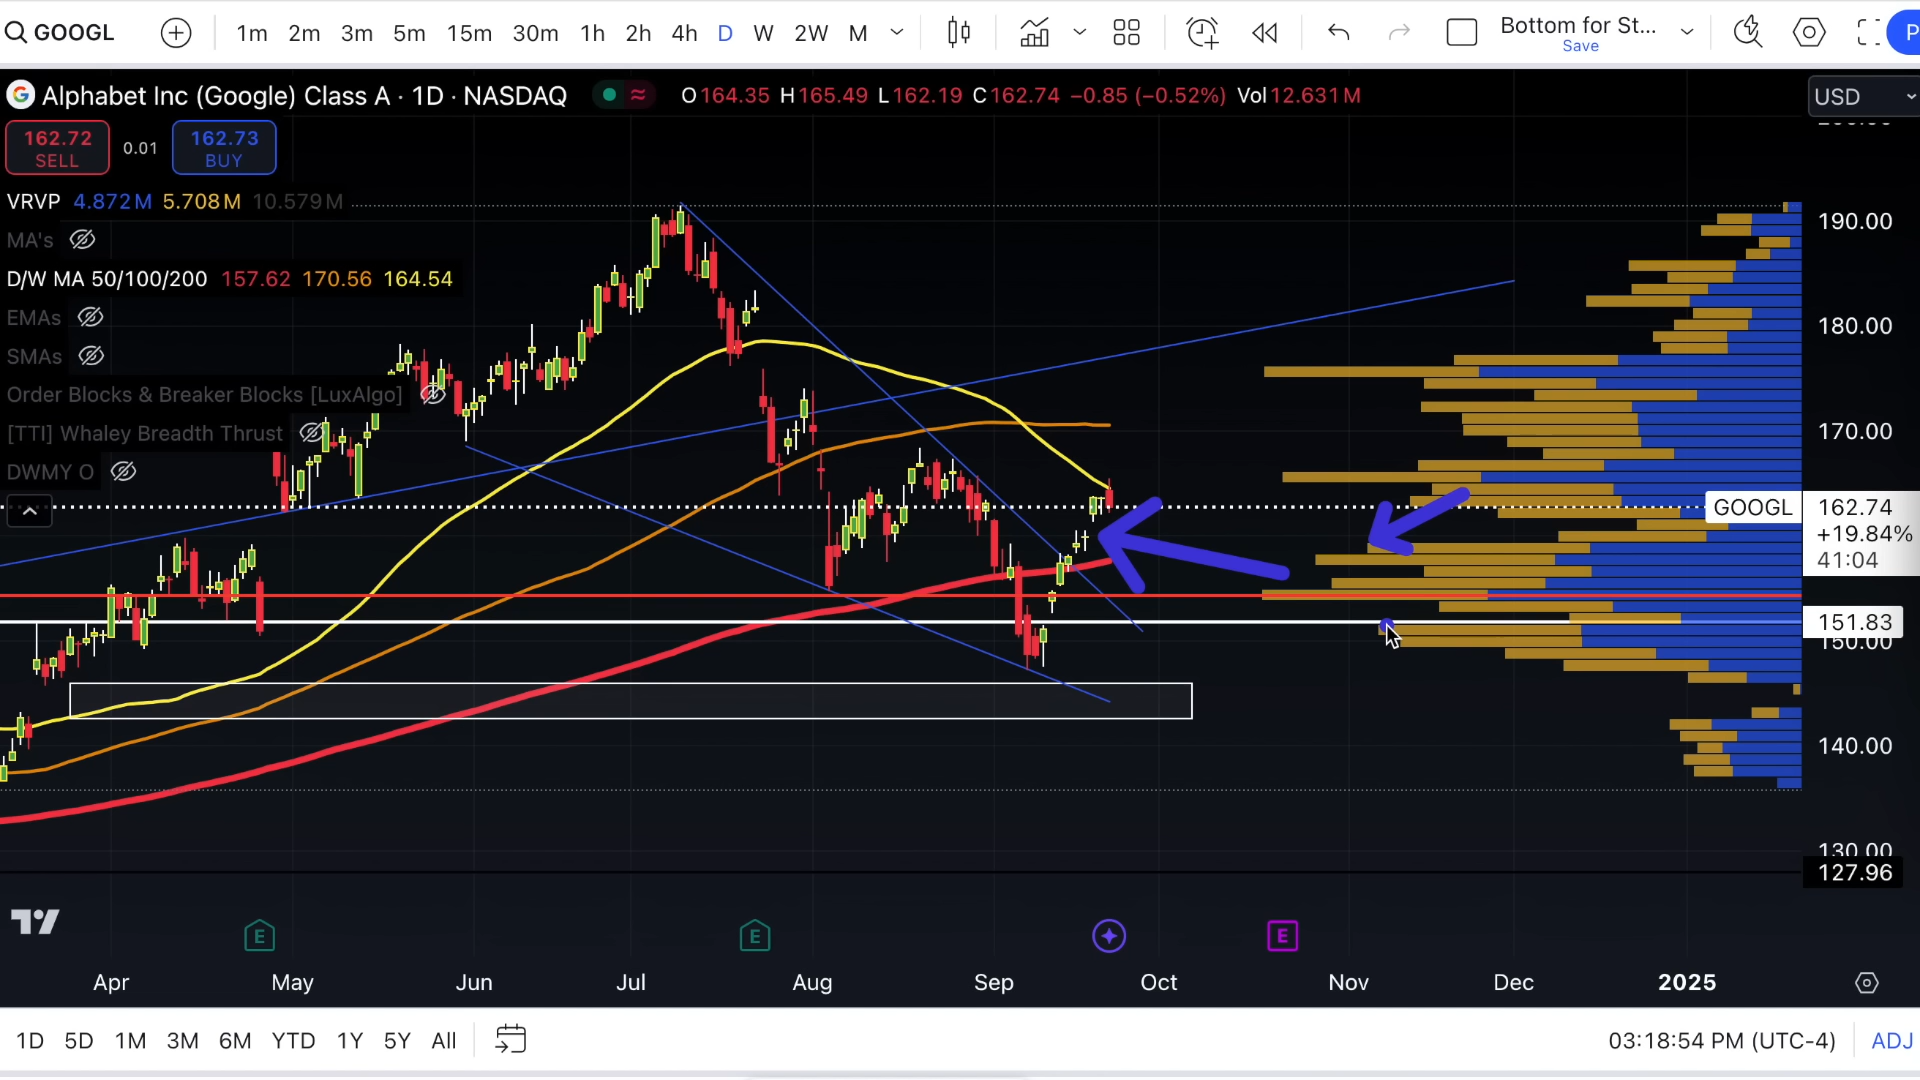 GOOGL 1m 2m 3m 5m 15m 30m 1h 2h 4h D W 2W M Bottom for St...
Save
P
Alphabet Inc (Google) Class A · 1D · NASDAQ O164.35 H165.49 L162.19 C162.74 −0.85 (−0.52%) Vol12.631M
USD
162.72 0.01 162.73
SELL BUY
VRVP 4.872M 5.708M 10.579M
MA's
D/W MA 50/100/200 157.62 170.56 164.54
EMAs
SMAs
Order Blocks & Breaker Blocks [LuxAlgo]
[TTI] Whaley Breadth Thrust
DWMY O
190.00
180.00
170.00
GOOGL 162.74
+19.84%
41:04
151.83
150.00
140.00
130.00
127.96
E E E
Apr May Jun Jul Aug Sep Oct Nov Dec 2025
1D 5D 1M 3M 6M YTD 1Y 5Y All 03:18:54 PM (UTC-4) ADJ